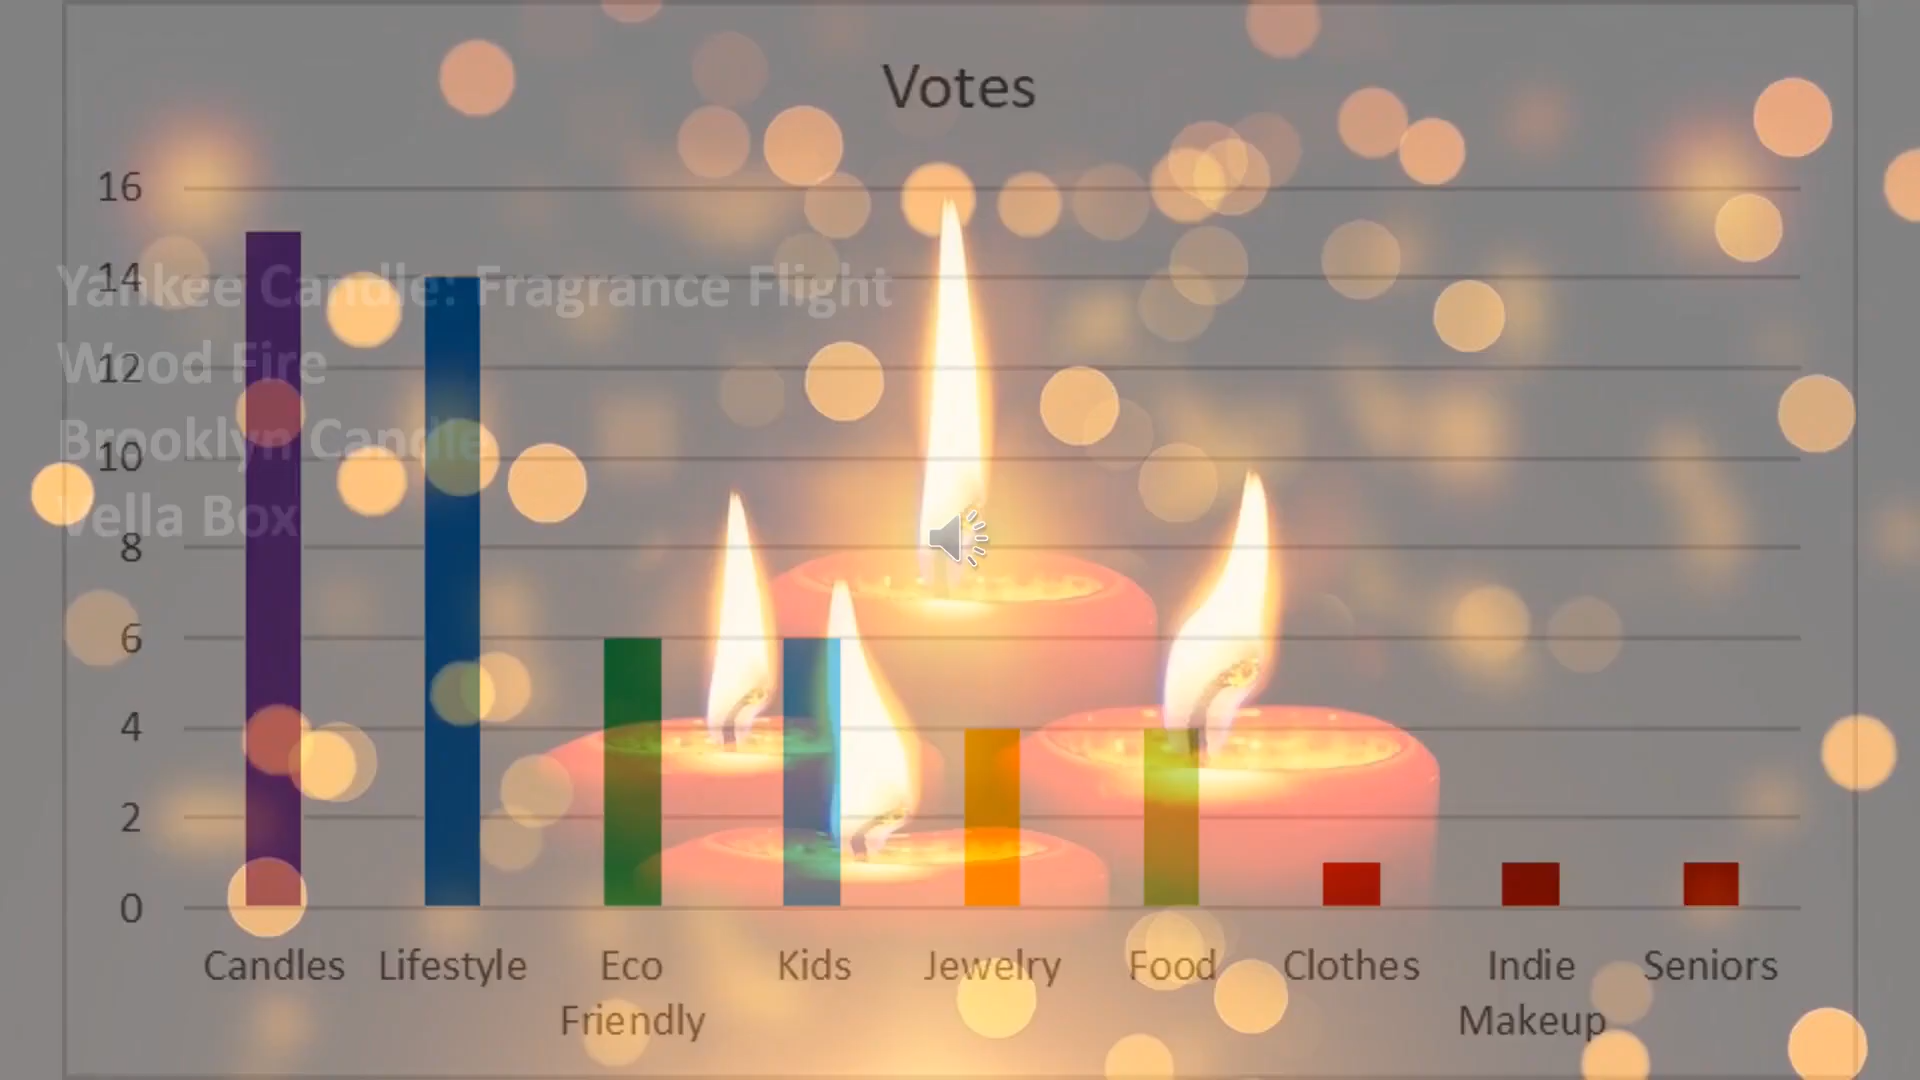 Votes
16
14
12
10
8
6
4
2
0
Yankee Candle: Fragrance Flight
Wood Fire
Brooklyn Candle
Vella Box
Candles
Lifestyle
Eco Friendly
Kids
Jewelry
Food
Clothes
Indie Makeup
Seniors